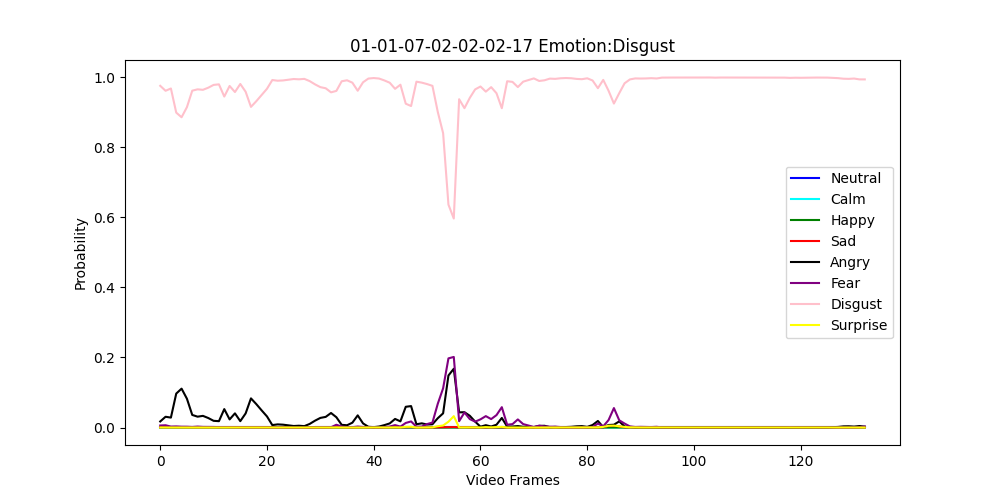 01-01-07-02-02-02-17 Emotion:Disgust
1.0
0.8
0.6
0.4
0.2
0.0
Probability
0 20 40 60 80 100 120
Video Frames
Neutral
Calm
Happy
Sad
Angry
Fear
Disgust
Surprise